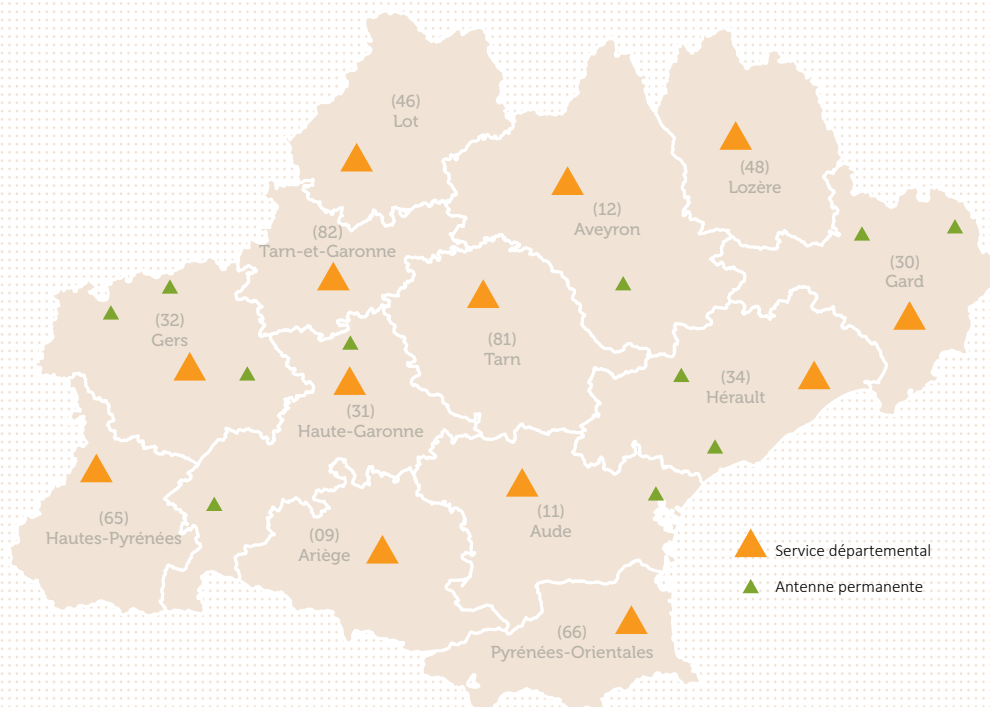 (46)
Lot
(48)
Lozère
(12)
Aveyron
(82)
Tarn-et-Garonne
(30)
Gard
(32)
Gers
(81)
Tarn
(34)
Hérault
(31)
Haute-Garonne
(65)
Hautes-Pyrénées
(09)
Ariège
(11)
Aude
Service départemental
Antenne permanente
(66)
Pyrénées-Orientales